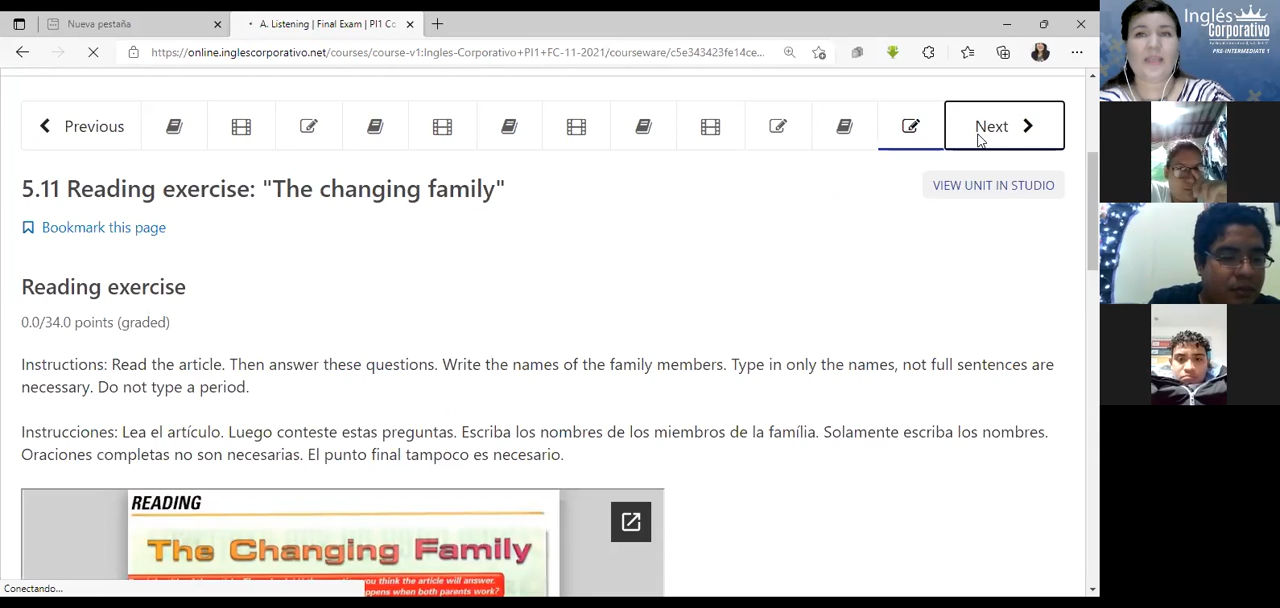 Nueva pestaña
A. Listening | Final Exam | PI1 Co
https://online.inglescorporativo.net/courses/course-v1:Ingles-Corporativo+PI1+FC-11-2021/courseware/c5e343423fe14ce...
Previous
Next
5.11 Reading exercise: "The changing family"
VIEW UNIT IN STUDIO
Bookmark this page
Reading exercise
0.0/34.0 points (graded)
Instructions: Read the article. Then answer these questions. Write the names of the family members. Type in only the names, not full sentences are
necessary. Do not type a period.
Instrucciones: Lea el artículo. Luego conteste estas preguntas. Escriba los nombres de los miembros de la família. Solamente escriba los nombres.
Oraciones completas no son necesarias. El punto final tampoco es necesario.
READING
The Changing Family
you think the article will answer.
appens when both parents work?
Conectando...
Inglés
Corporativo
PRE-INTERMEDIATE 1